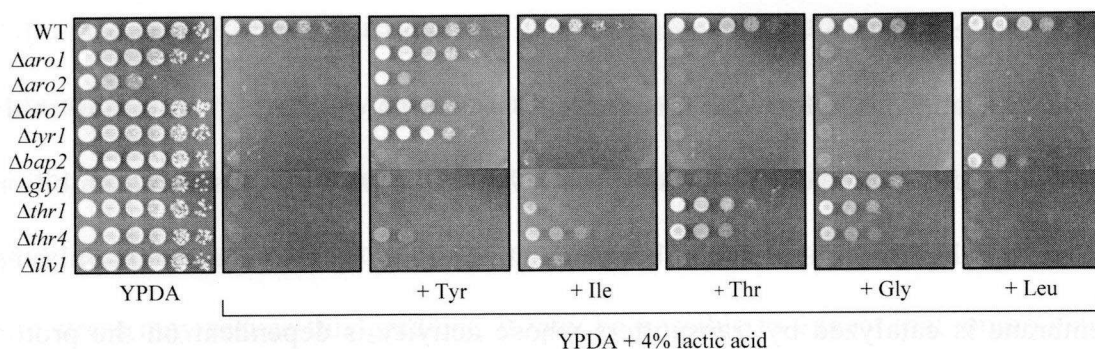 WT
Δaro1
Δaro2
Δaro7
Δtyr1
Δbap2
Δgly1
Δthr1
Δthr4
Δilv1
YPDA + Tyr + Ile + Thr + Gly + Leu
YPDA + 4% lactic acid